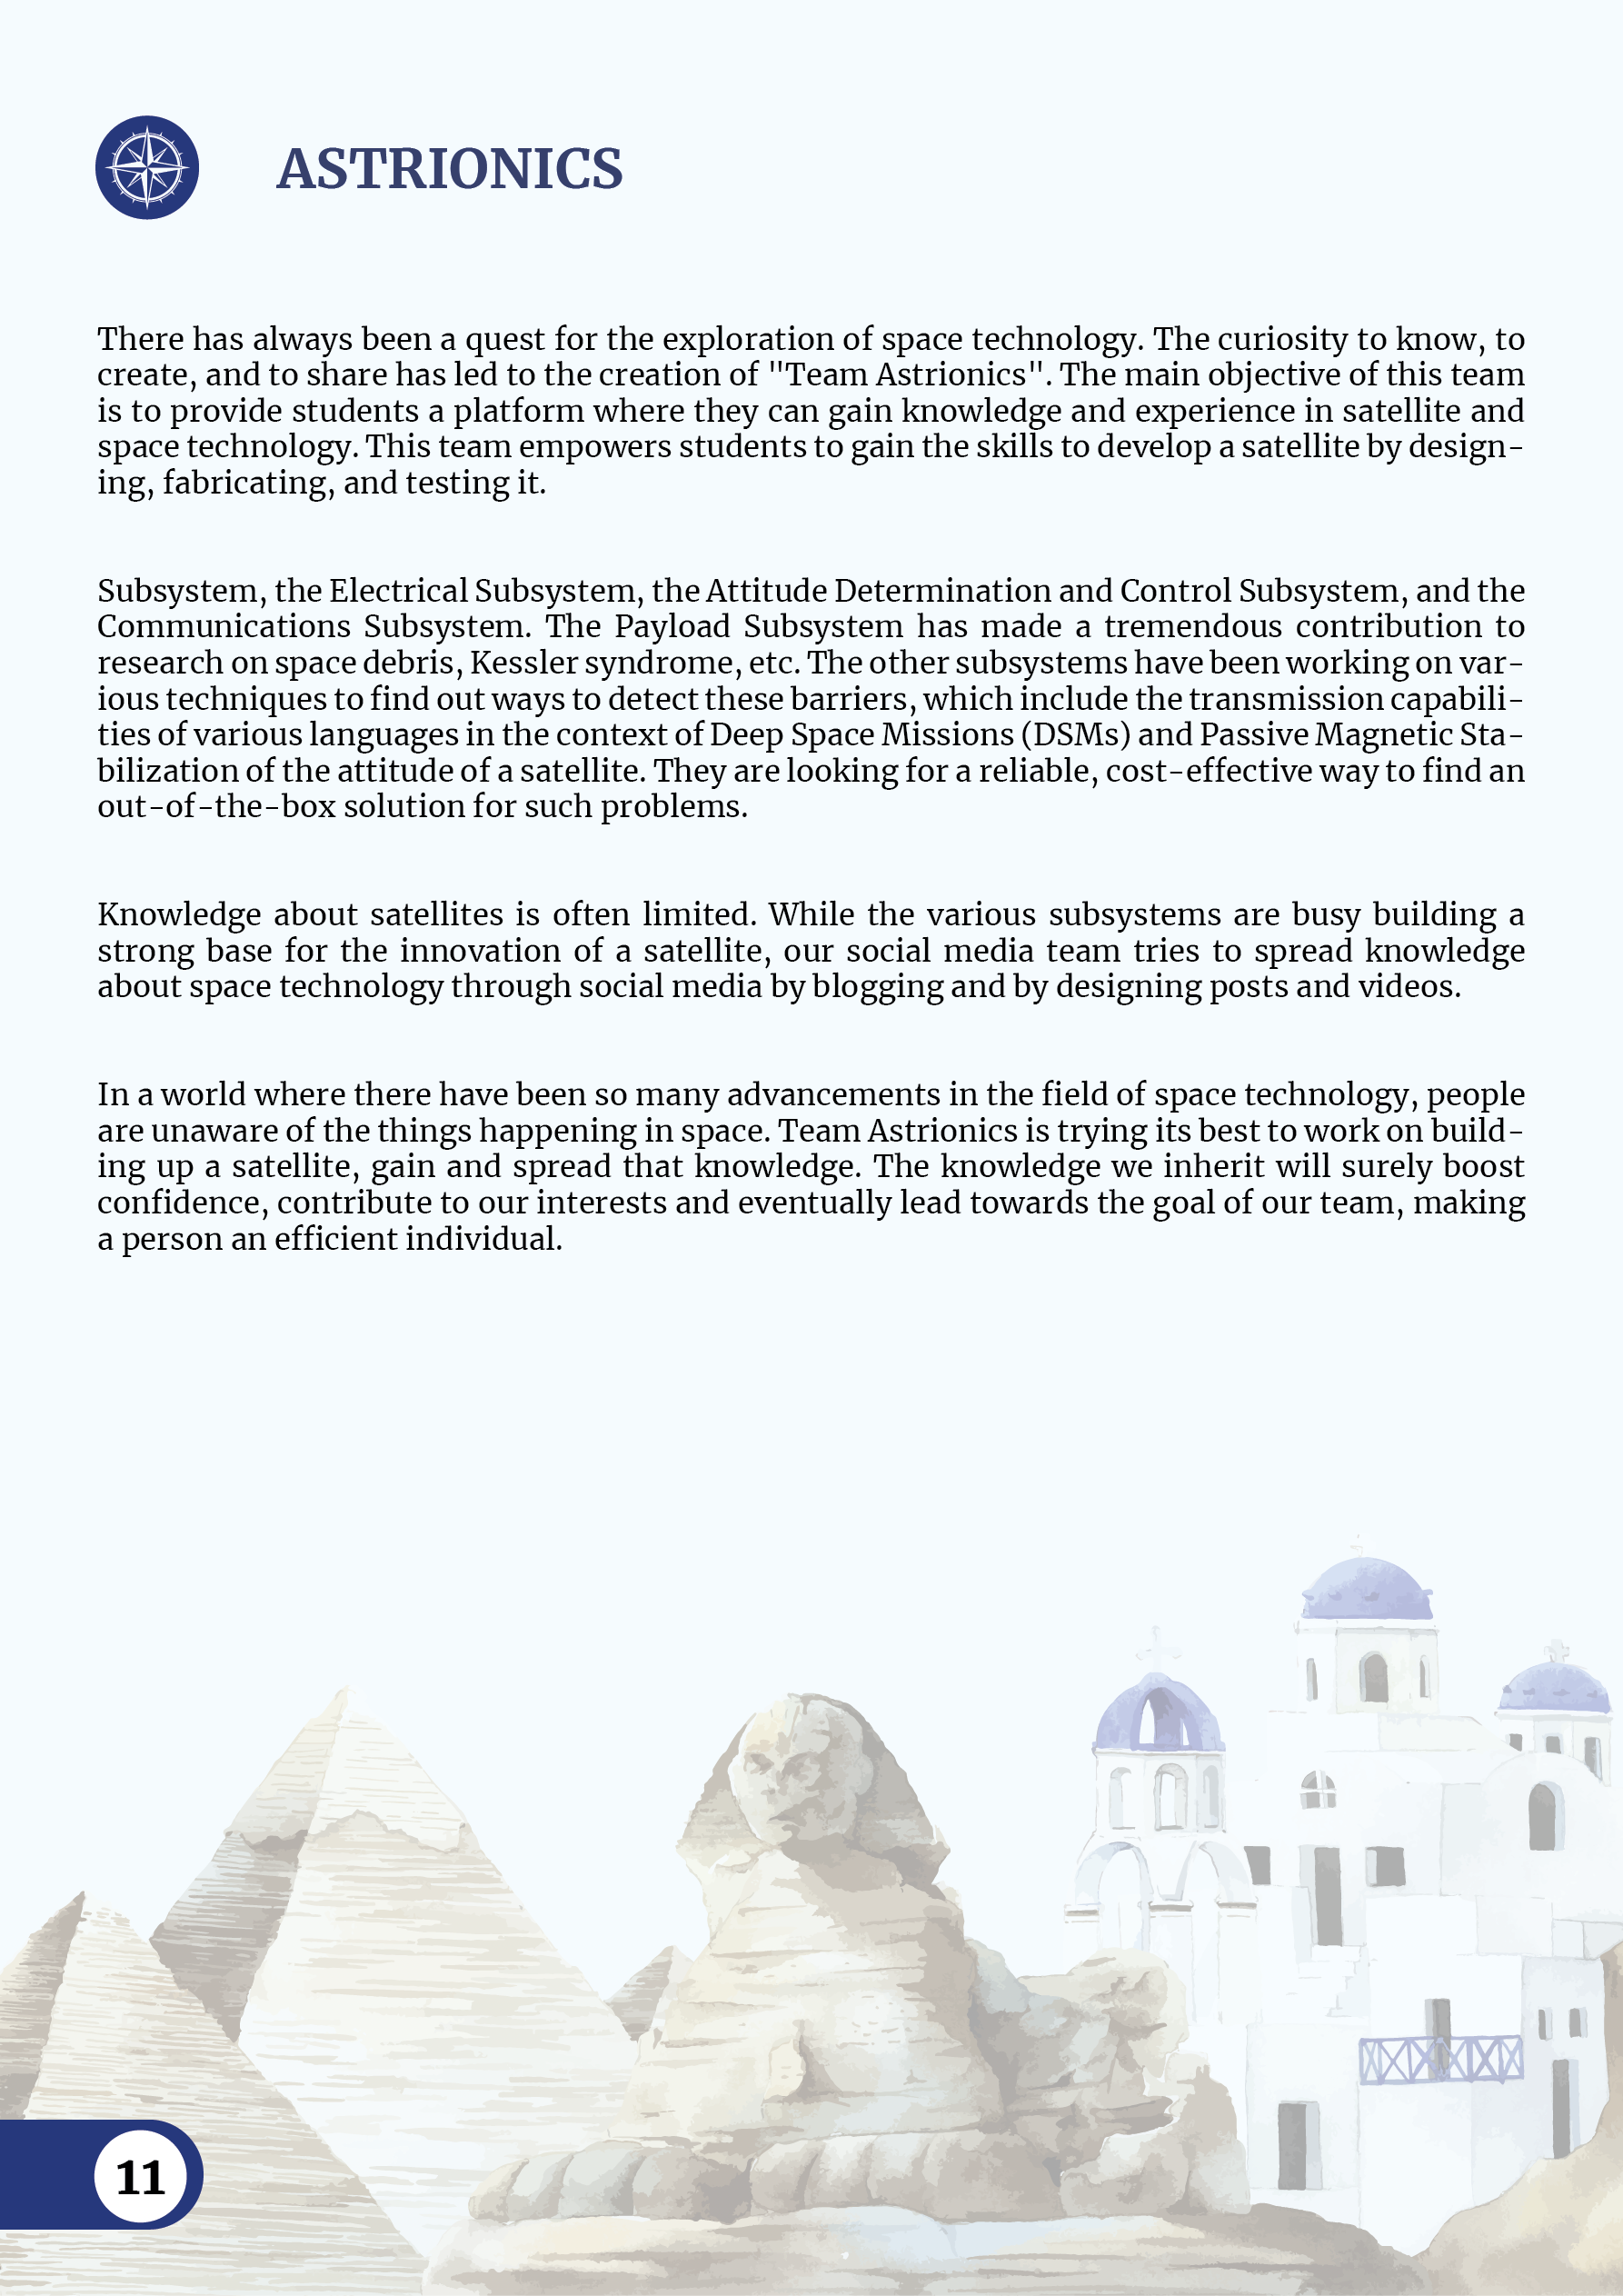 ASTRIONICS
There has always been a quest for the exploration of space technology. The curiosity to know, to
create, and to share has led to the creation of "Team Astrionics". The main objective of this team
is to provide students a platform where they can gain knowledge and experience in satellite and
space technology. This team empowers students to gain the skills to develop a satellite by design-
ing, fabricating, and testing it.
Subsystem, the Electrical Subsystem, the Attitude Determination and Control Subsystem, and the
Communications Subsystem. The Payload Subsystem has made a tremendous contribution to
research on space debris, Kessler syndrome, etc. The other subsystems have been working on var-
ious techniques to find out ways to detect these barriers, which include the transmission capabili-
ties of various languages in the context of Deep Space Missions (DSMs) and Passive Magnetic Sta-
bilization of the attitude of a satellite. They are looking for a reliable, cost-effective way to find an
out-of-the-box solution for such problems.
Knowledge about satellites is often limited. While the various subsystems are busy building a
strong base for the innovation of a satellite, our social media team tries to spread knowledge
about space technology through social media by blogging and by designing posts and videos.
In a world where there have been so many advancements in the field of space technology, people
are unaware of the things happening in space. Team Astrionics is trying its best to work on build-
ing up a satellite, gain and spread that knowledge. The knowledge we inherit will surely boost
confidence, contribute to our interests and eventually lead towards the goal of our team, making
a person an efficient individual.
11